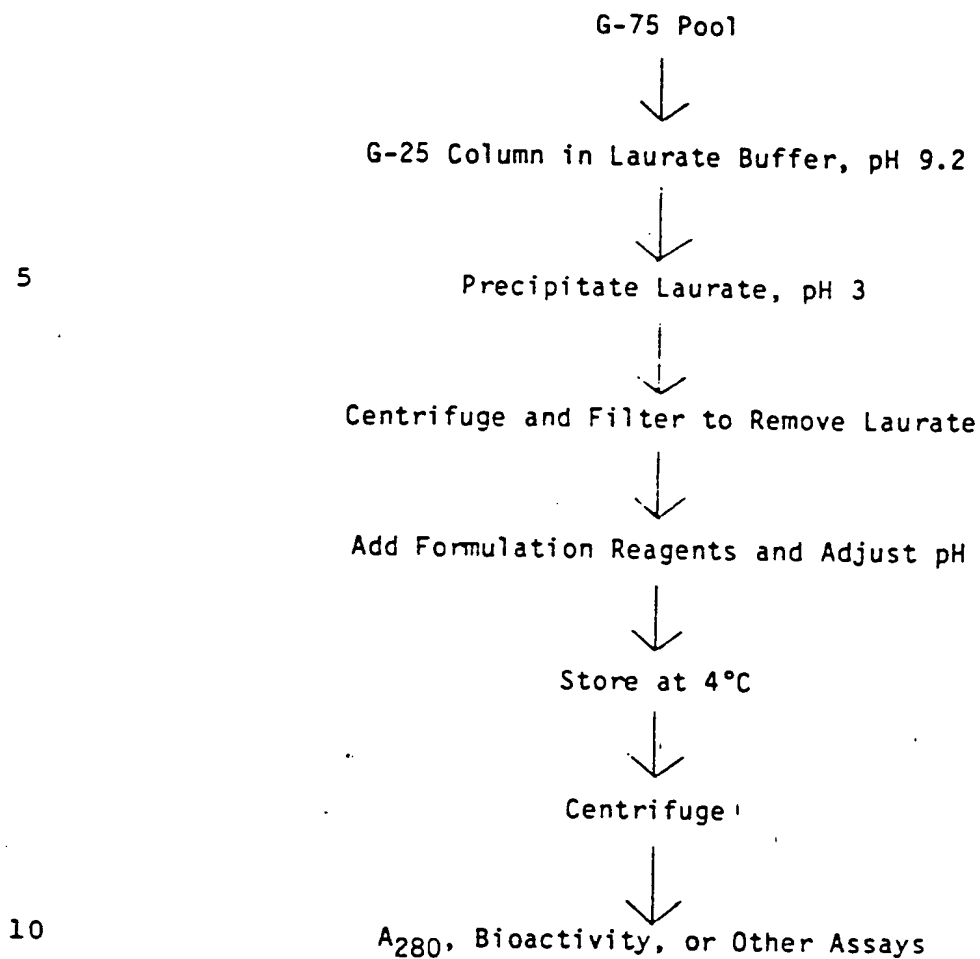 G-75 Pool
G-25 Column in Laurate Buffer, pH 9.2
5
Precipitate Laurate, pH 3
Centrifuge and Filter to Remove Laurate
Add Formulation Reagents and Adjust pH
Store at 4°C
Centrifuge
10
A280, Bioactivity, or Other Assays